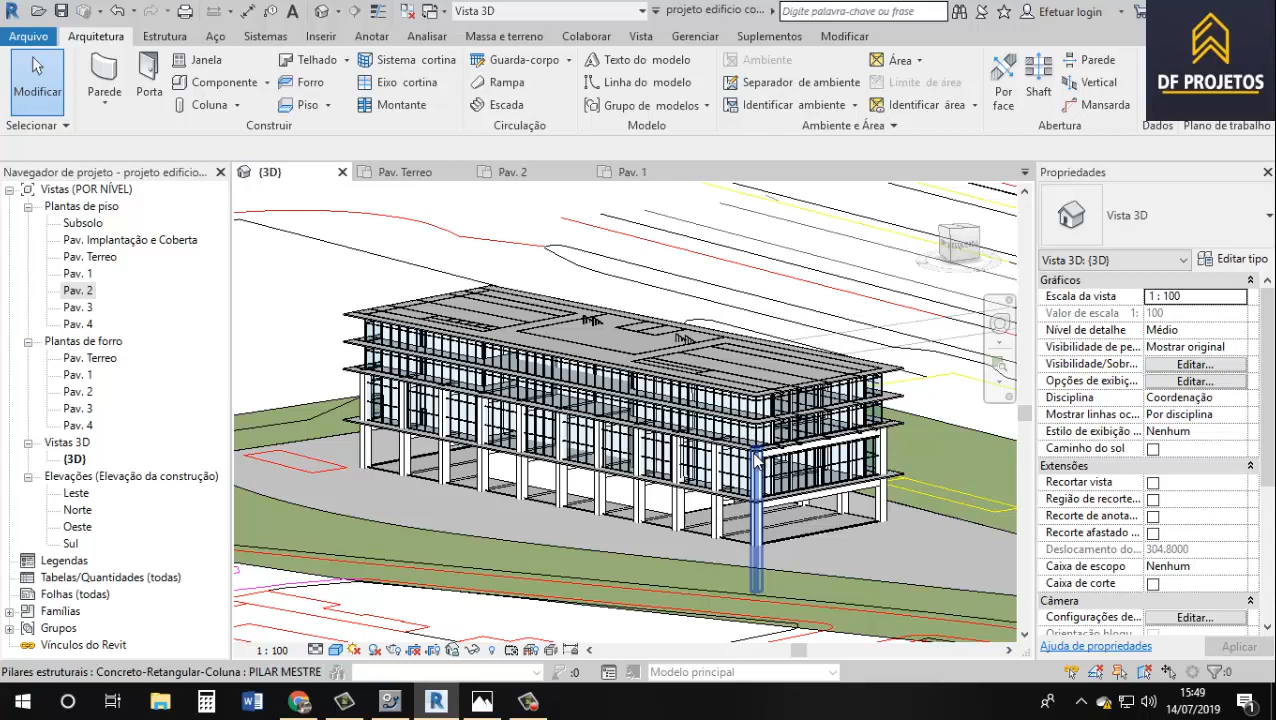 Vista 3D
projeto edificio co...
Digite palavra-chave ou frase
Efetuar login
Arquivo
Arquitetura
Estrutura
Aço
Sistemas
Inserir
Anotar
Analisar
Massa e terreno
Colaborar
Vista
Gerenciar
Suplementos
Modificar
DF PROJETOS
Modificar
Selecionar
Parede
Porta
Janela
Componente
Coluna
Telhado
Forro
Piso
Sistema cortina
Eixo cortina
Montante
Construir
Guarda-corpo
Rampa
Escada
Circulação
Texto do modelo
Linha do modelo
Grupo de modelos
Modelo
Ambiente
Separador de ambiente
Identificar ambiente
Área
Limite de área
Identificar área
Ambiente e Área
Por face
Shaft
Parede
Vertical
Mansarda
Abertura
Dados
Plano de trabalho
Navegador de projeto - projeto edificio...
Vistas (POR NÍVEL)
Plantas de piso
Subsolo
Pav. Implantação e Coberta
Pav. Terreo
Pav. 1
Pav. 2
Pav. 3
Pav. 4
Plantas de forro
Pav. Terreo
Pav. 1
Pav. 2
Pav. 3
Pav. 4
Vistas 3D
{3D}
Elevações (Elevação da construção)
Leste
Norte
Oeste
Sul
Legendas
Tabelas/Quantidades (todas)
Folhas (todas)
Famílias
Grupos
Vínculos do Revit
{3D}
Pav. Terreo
Pav. 2
Pav. 1
Propriedades
Vista 3D
Vista 3D: {3D}
Editar tipo
Gráficos
Escala da vista 1 : 100
Valor de escala 1: 100
Nível de detalhe Médio
Visibilidade de pe... Mostrar original
Visibilidade/Sobr... Editar...
Opções de exibiç... Editar...
Disciplina Coordenação
Mostrar linhas oc... Por disciplina
Estilo de exibição ... Nenhum
Caminho do sol
Extensões
Recortar vista
Região de recorte...
Recorte de anota...
Recorte afastado ...
Deslocamento do... 304.8000
Caixa de escopo Nenhum
Caixa de corte
Câmera
Configurações de... Editar...
Ajuda de propriedades
Aplicar
1 : 100
Pilares estruturais : Concreto-Retangular-Coluna : PILAR MESTRE
:0
Modelo principal
:0
15:49
14/07/2019
1